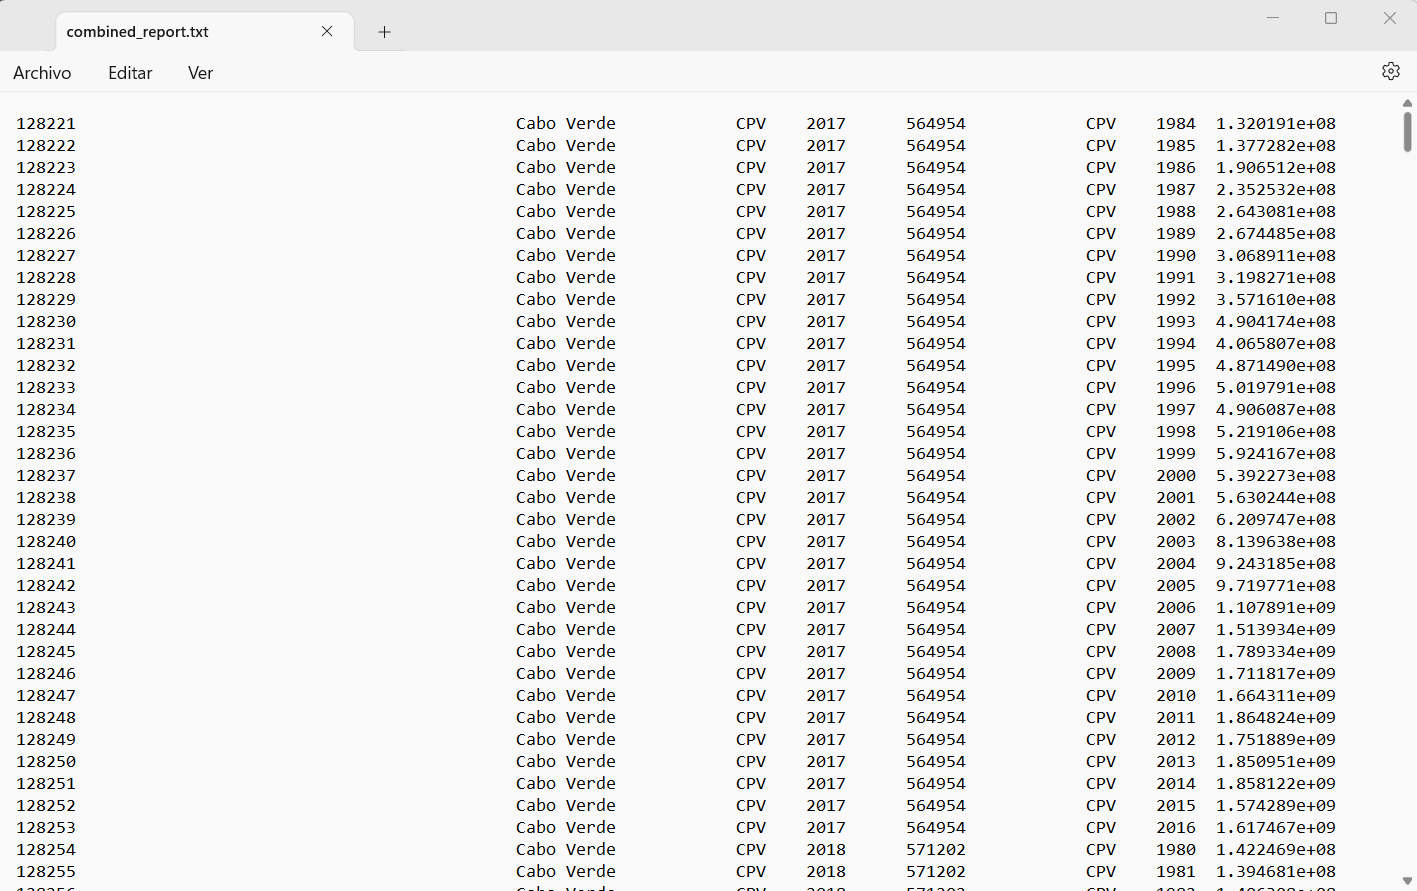 combined_report.txt
Archivo Editar Ver
128221 Cabo Verde CPV 2017 564954 CPV 1984 1.320191e+08
128222 Cabo Verde CPV 2017 564954 CPV 1985 1.377282e+08
128223 Cabo Verde CPV 2017 564954 CPV 1986 1.906512e+08
128224 Cabo Verde CPV 2017 564954 CPV 1987 2.352532e+08
128225 Cabo Verde CPV 2017 564954 CPV 1988 2.643081e+08
128226 Cabo Verde CPV 2017 564954 CPV 1989 2.674485e+08
128227 Cabo Verde CPV 2017 564954 CPV 1990 3.068911e+08
128228 Cabo Verde CPV 2017 564954 CPV 1991 3.198271e+08
128229 Cabo Verde CPV 2017 564954 CPV 1992 3.571610e+08
128230 Cabo Verde CPV 2017 564954 CPV 1993 4.904174e+08
128231 Cabo Verde CPV 2017 564954 CPV 1994 4.065807e+08
128232 Cabo Verde CPV 2017 564954 CPV 1995 4.871490e+08
128233 Cabo Verde CPV 2017 564954 CPV 1996 5.019791e+08
128234 Cabo Verde CPV 2017 564954 CPV 1997 4.906087e+08
128235 Cabo Verde CPV 2017 564954 CPV 1998 5.219106e+08
128236 Cabo Verde CPV 2017 564954 CPV 1999 5.924167e+08
128237 Cabo Verde CPV 2017 564954 CPV 2000 5.392273e+08
128238 Cabo Verde CPV 2017 564954 CPV 2001 5.630244e+08
128239 Cabo Verde CPV 2017 564954 CPV 2002 6.209747e+08
128240 Cabo Verde CPV 2017 564954 CPV 2003 8.139638e+08
128241 Cabo Verde CPV 2017 564954 CPV 2004 9.243185e+08
128242 Cabo Verde CPV 2017 564954 CPV 2005 9.719771e+08
128243 Cabo Verde CPV 2017 564954 CPV 2006 1.107891e+09
128244 Cabo Verde CPV 2017 564954 CPV 2007 1.513934e+09
128245 Cabo Verde CPV 2017 564954 CPV 2008 1.789334e+09
128246 Cabo Verde CPV 2017 564954 CPV 2009 1.711817e+09
128247 Cabo Verde CPV 2017 564954 CPV 2010 1.664311e+09
128248 Cabo Verde CPV 2017 564954 CPV 2011 1.864824e+09
128249 Cabo Verde CPV 2017 564954 CPV 2012 1.751889e+09
128250 Cabo Verde CPV 2017 564954 CPV 2013 1.850951e+09
128251 Cabo Verde CPV 2017 564954 CPV 2014 1.858122e+09
128252 Cabo Verde CPV 2017 564954 CPV 2015 1.574289e+09
128253 Cabo Verde CPV 2017 564954 CPV 2016 1.617467e+09
128254 Cabo Verde CPV 2018 571202 CPV 1980 1.422469e+08
128255 Cabo Verde CPV 2018 571202 CPV 1981 1.394681e+08